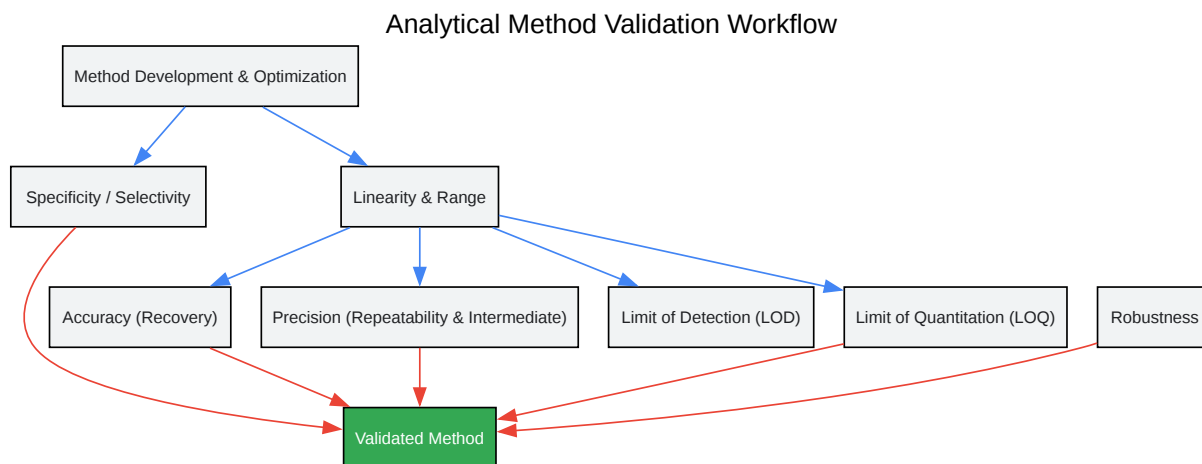 Analytical Method Validation Workflow
Method Development & Optimization
Specificity / Selectivity
Linearity & Range
Accuracy (Recovery)
Precision (Repeatability & Intermediate)
Limit of Detection (LOD)
Limit of Quantitation (LOQ)
Robustness
Validated Method